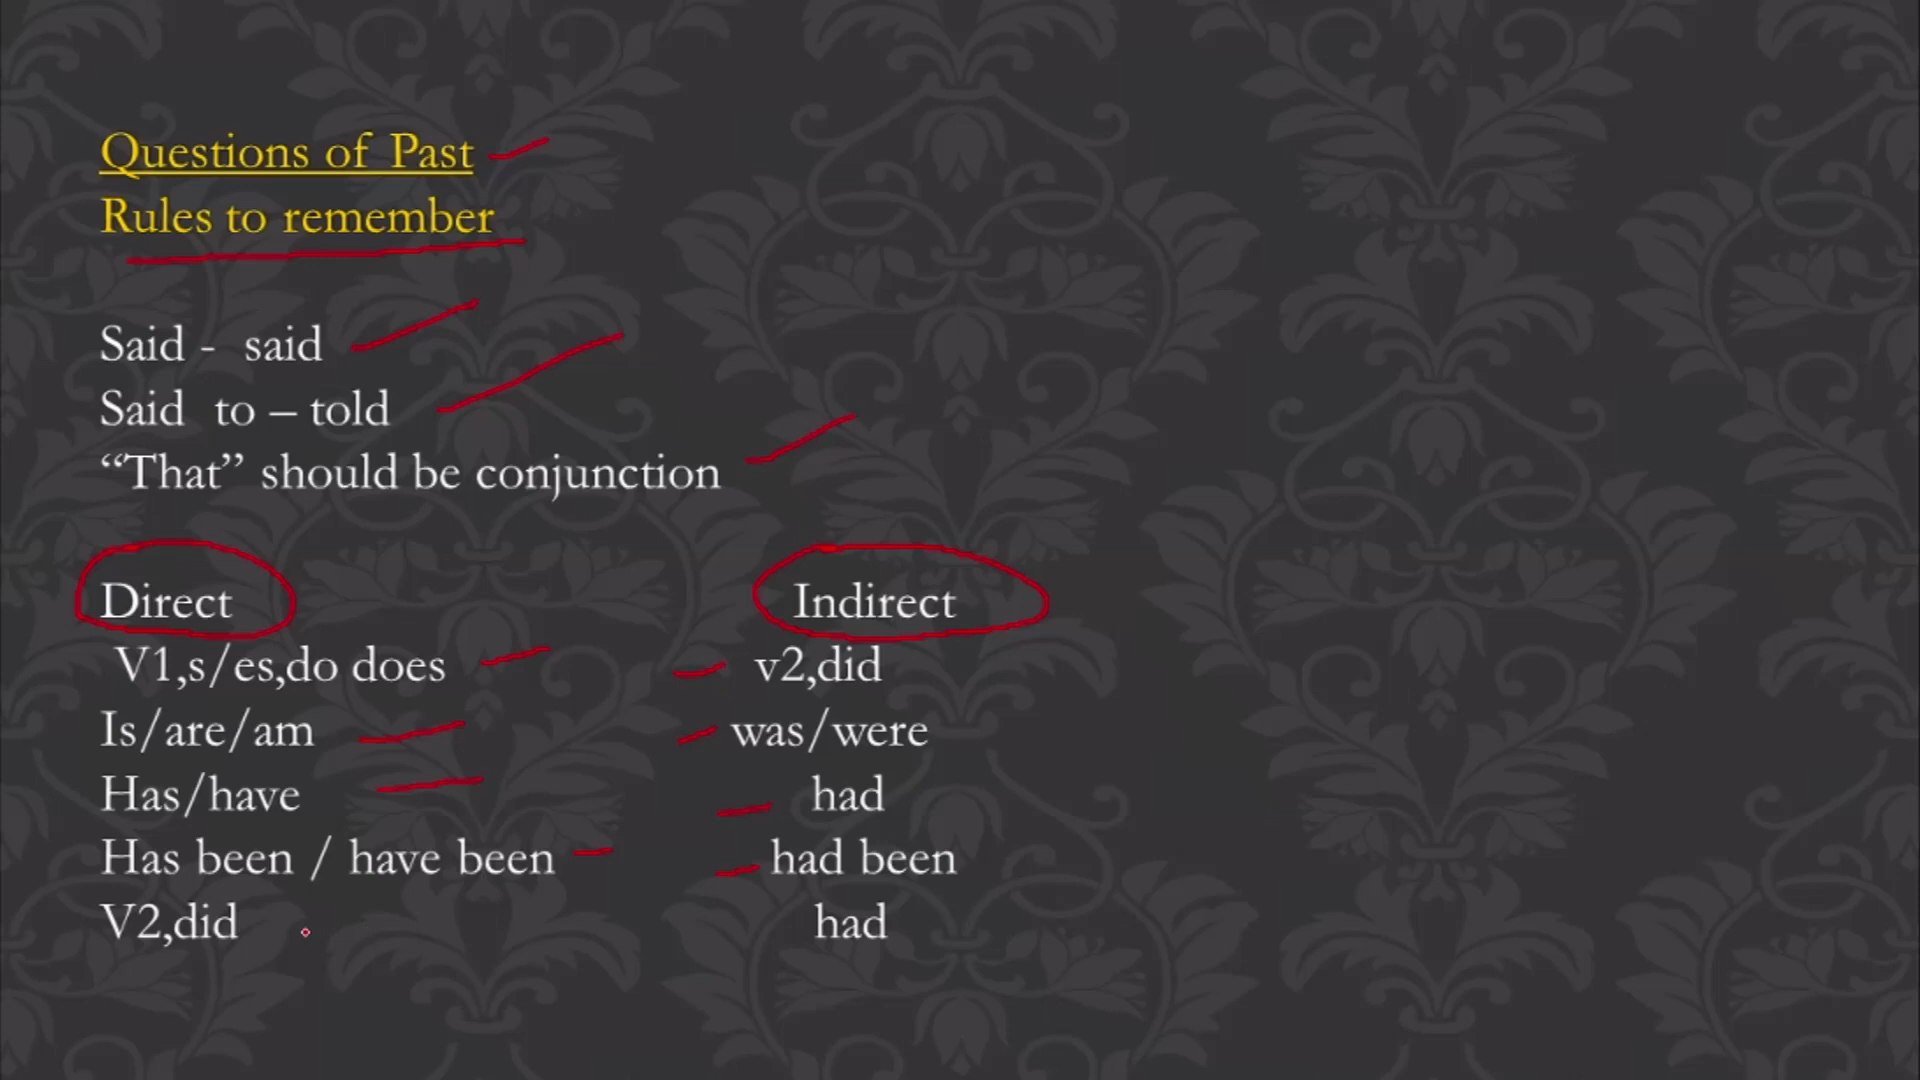 Questions of Past
Rules to remember
Said - said
Said to – told
“That” should be conjunction
Direct Indirect
V1,s/es,do does v2,did
Is/are/am was/were
Has/have had
Has been / have been had been
V2,did had